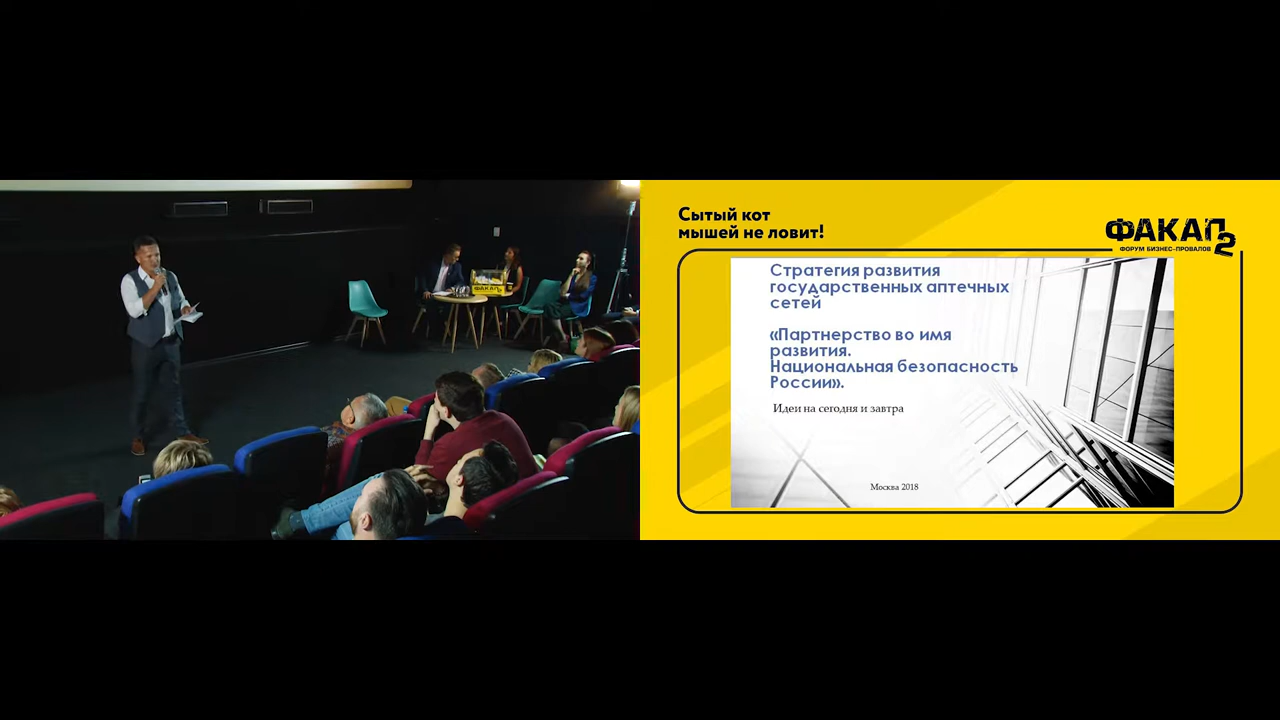 ФАКАП
Сытый кот
мышей не ловит!
ФАКАП2
ФОРУМ БИЗНЕС-ПРОВАЛОВ
Стратегия развития
государственных аптечных
сетей
«Партнерство во имя
развития.
Национальная безопасность
России».
Идеи на сегодня и завтра
Москва 2018